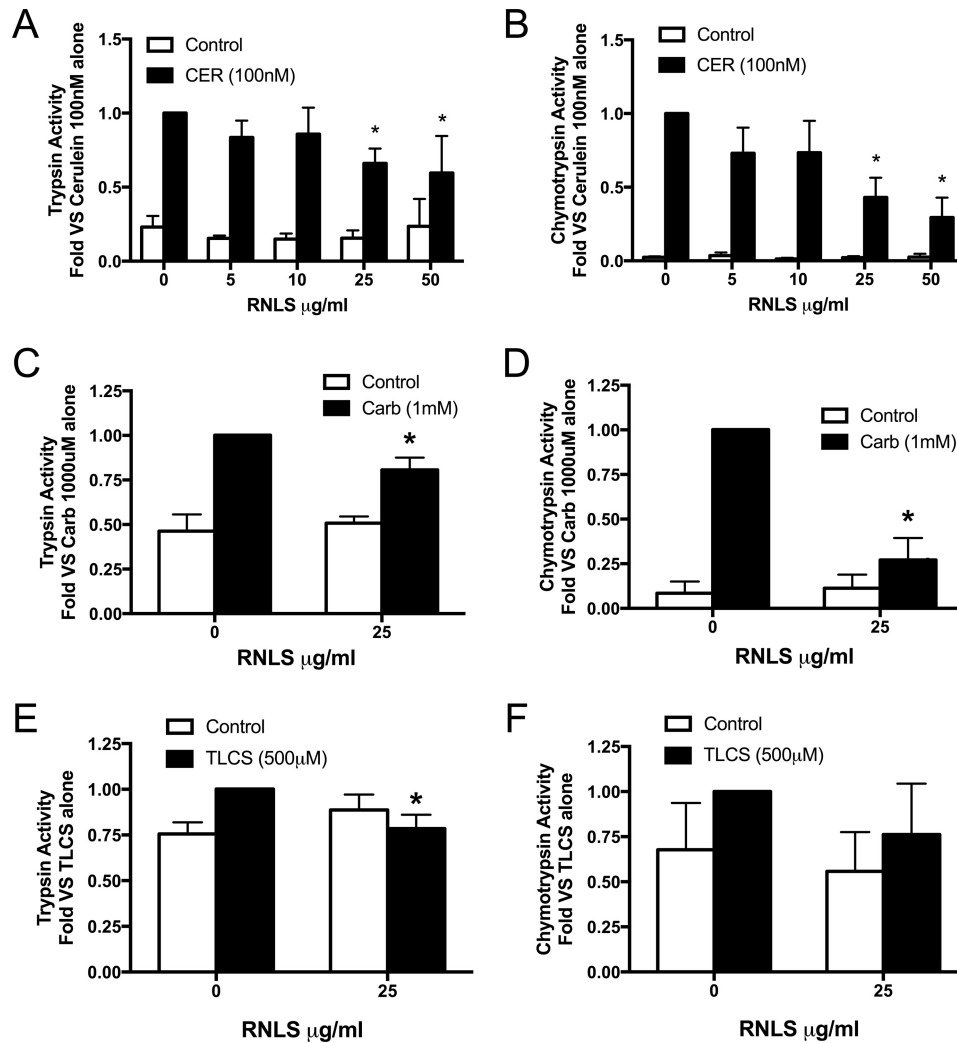 A
Trypsin Activity
Fold VS Cerulein 100nM alone
1.5
1.0
0.5
0.0
Control
CER (100nM)
*
*
0 5 10 25 50
RNLS μg/ml
B
Chymotrypsin Activity
Fold VS Cerulein 100nM alone
1.5
1.0
0.5
0.0
Control
CER (100nM)
*
*
0 5 10 25 50
RNLS μg/ml
C
Trypsin Activity
Fold VS Carb 1000uM alone
1.25
1.00
0.75
0.50
0.25
0.00
Control
Carb (1mM)
*
0 25
RNLS μg/ml
D
Chymotrypsin Activity
Fold VS Carb 1000uM alone
1.25
1.00
0.75
0.50
0.25
0.00
Control
Carb (1mM)
*
0 25
RNLS μg/ml
E
Trypsin Activity
Fold VS TLCS alone
1.25
1.00
0.75
0.50
0.25
0.00
Control
TLCS (500μM)
*
0 25
RNLS μg/ml
F
Chymotrypsin Activity
Fold VS TLCS alone
1.25
1.00
0.75
0.50
0.25
0.00
Control
TLCS (500μM)
0 25
RNLS μg/ml